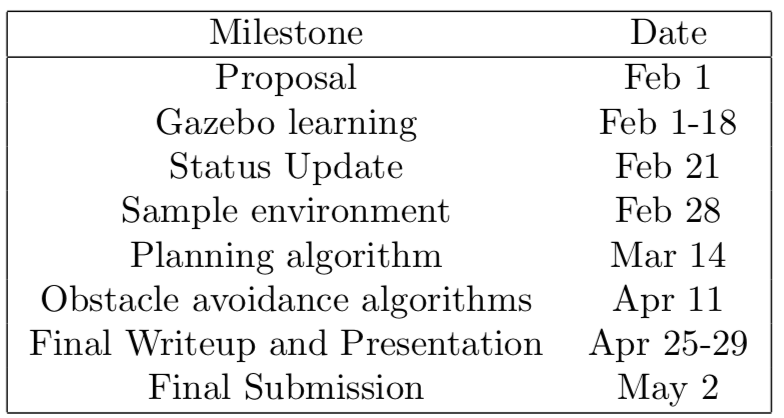 Milestone Date
Proposal Feb 1
Gazebo learning Feb 1-18
Status Update Feb 21
Sample environment Feb 28
Planning algorithm Mar 14
Obstacle avoidance algorithms Apr 11
Final Writeup and Presentation Apr 25-29
Final Submission May 2